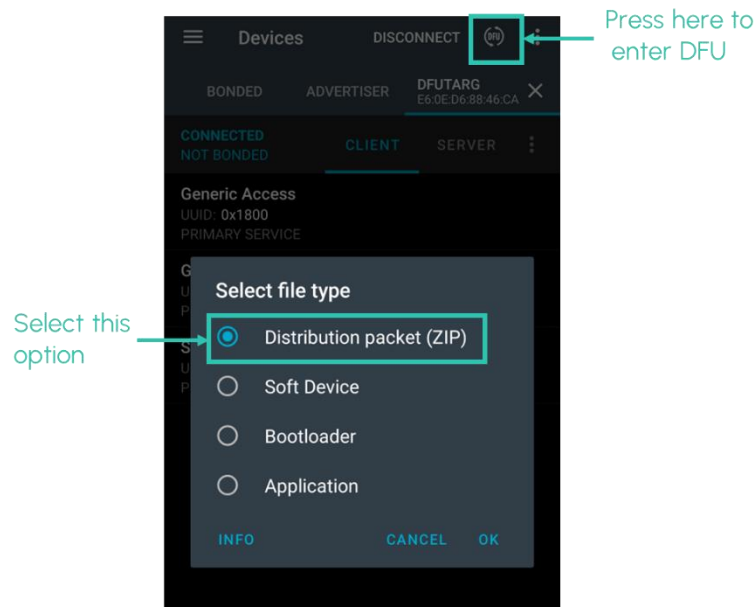 Press here to
enter DFU
Devices DISCONNECT DFU
BONDED ADVERTISER DFUTARG
E6:0E:D6:88:46:CA
CONNECTED
NOT BONDED
CLIENT SERVER
Generic Access
UUID: 0x1800
PRIMARY SERVICE
G
U
P
Select file type
Select this
option
Distribution packet (ZIP)
S
U
P
Soft Device
Bootloader
Application
INFO CANCEL OK